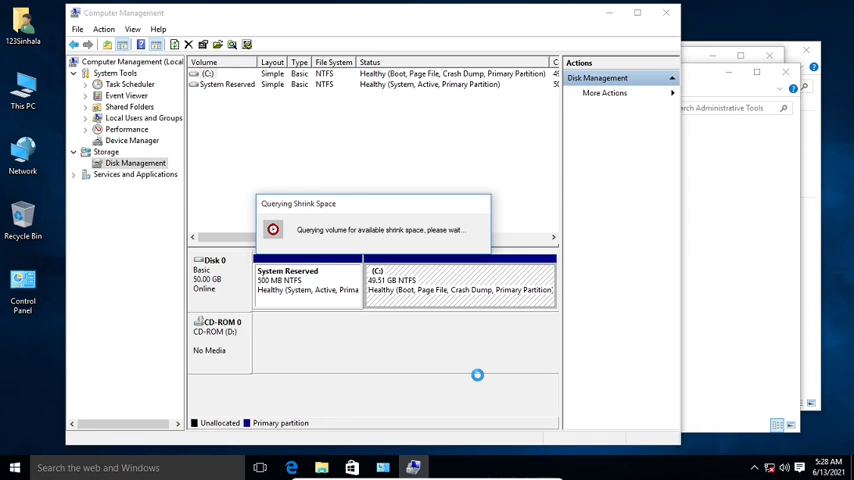 123Sinhala
This PC
Network
Recycle Bin
Control
Panel
Computer Management
File Action View Help
Computer Management (Local
System Tools
Task Scheduler
Event Viewer
Shared Folders
Local Users and Groups
Performance
Device Manager
Storage
Disk Management
Services and Applications
Volume Layout Type File System Status C
(C:) Simple Basic NTFS Healthy (Boot, Page File, Crash Dump, Primary Partition)
System Reserved Simple Basic NTFS Healthy (System, Active, Primary Partition)
Actions
Disk Management
More Actions
Administrative Tools
Querying Shrink Space
Querying volume for available shrink space, please wait...
Disk 0
Basic
50.00 GB
Online
System Reserved
500 MB NTFS
Healthy (System, Active, Prima
(C:)
49.51 GB NTFS
Healthy (Boot, Page File, Crash Dump, Primary Partition)
CD-ROM 0
CD-ROM (D:)
No Media
Unallocated Primary partition
Search the web and Windows
5:28 AM
6/13/2021